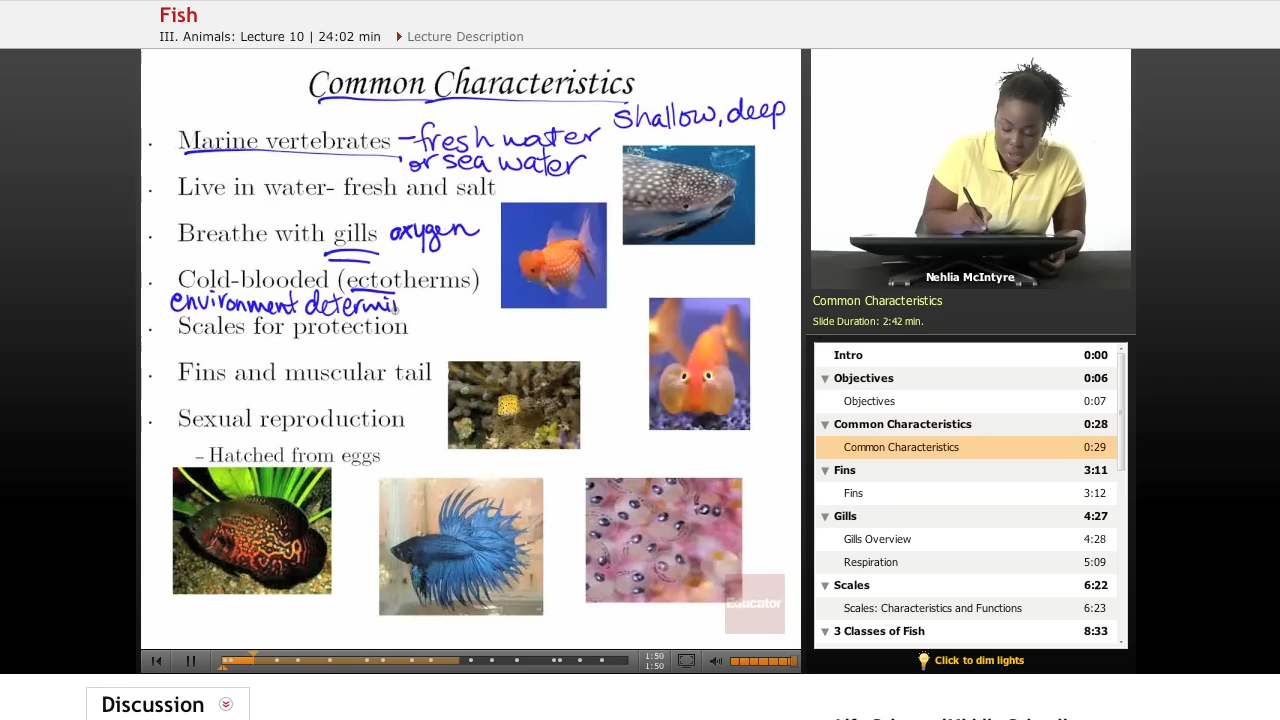 Fish
III. Animals: Lecture 10 | 24:02 min Lecture Description
Common Characteristics
shallow, deep
· Marine vertebrates - fresh water
or sea water
· Live in water- fresh and salt
· Breathe with gills oxygen
· Cold-blooded (ectotherms)
environment determi
· Scales for protection
· Fins and muscular tail
· Sexual reproduction
– Hatched from eggs
Educator
1:50
1:50
Nehlia McIntyre
Common Characteristics
Slide Duration: 2:42 min.
Intro 0:00
Objectives 0:06
Objectives 0:07
Common Characteristics 0:28
Common Characteristics 0:29
Fins 3:11
Fins 3:12
Gills 4:27
Gills Overview 4:28
Respiration 5:09
Scales 6:22
Scales: Characteristics and Functions 6:23
3 Classes of Fish 8:33
Click to dim lights
Discussion